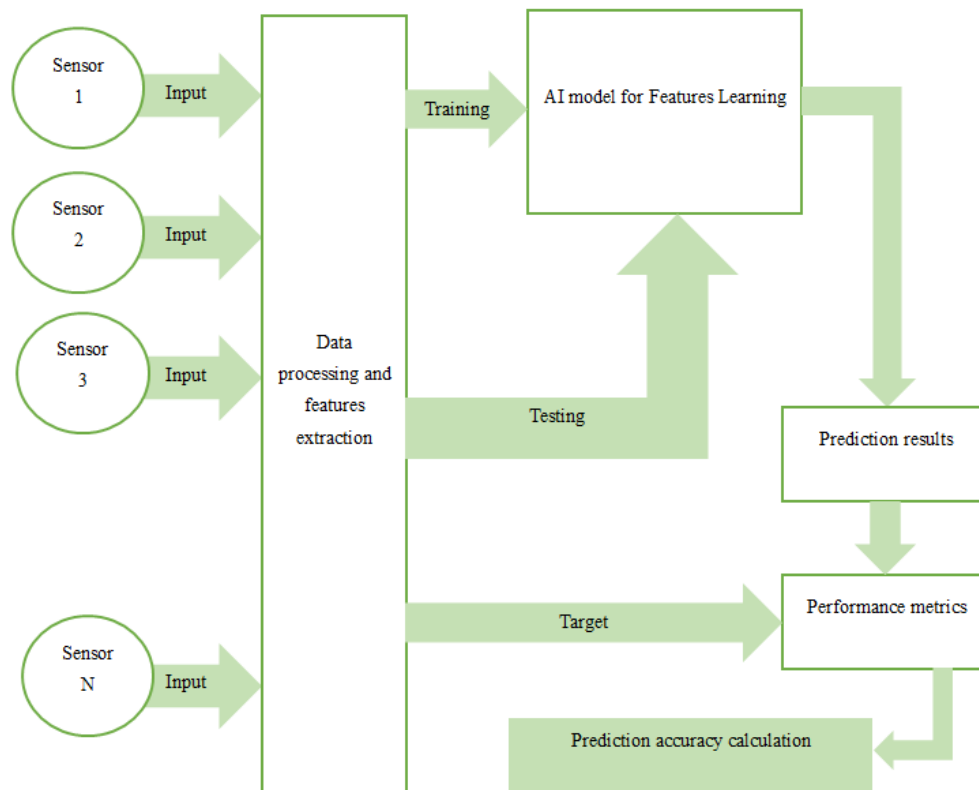 Sensor
1
Input
Sensor
2
Input
Sensor
3
Input
Sensor
N
Input
Data
processing and
features
extraction
Training
AI model for Features Learning
Testing
Prediction results
Target
Performance metrics
Prediction accuracy calculation